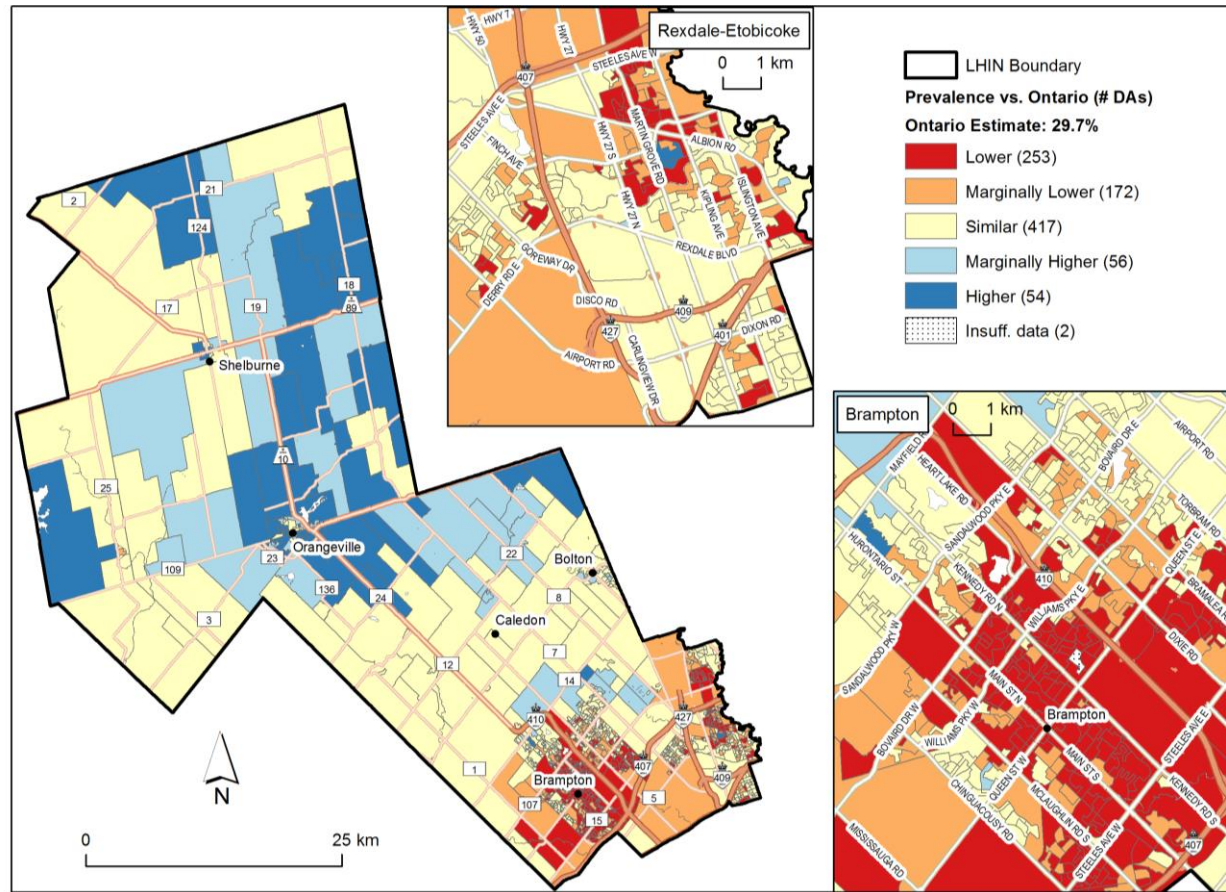 2
21
124
17
19
18
89
Shelburne
10
25
109
23
Orangeville
136
24
3
22
Bolton
8
Caledon
7
12
14
410
427
407
409
1
107
Brampton
5
15
N
0 25 km
Rexdale-Etobicoke
0 1 km
HWY 7
HWY 50
HWY 27
STEELES AVE W
407
STEELES AVE E
FINCH AVE
HWY 27 S
MARTIN GROVE RD
ALBION RD
ISLINGTON AVE
KIPLING AVE
HWY 27 N
REXDALE BLVD
GOREWAY DR
DERRY RD E
DISCO RD
409
427
401
DIXON RD
AIRPORT RD
CARLINGVIEW DR
LHIN Boundary
Prevalence vs. Ontario (# DAs)
Ontario Estimate: 29.7%
Lower (253)
Marginally Lower (172)
Similar (417)
Marginally Higher (56)
Higher (54)
Insuff. data (2)
Brampton
0 1 km
MAYFIELD R
HEART LAKE RD
SANDALWOOD PKY E
BOVAIRD DR E
AIRPORT RD
TORBRAM RD
QUEEN ST E
BRAMALEA R
HURONTARIO ST
KENNEDY RD N
410
WILLIAMS PKY E
DIXIE RD
SANDALWOOD PKY W
MAIN ST N
BOVAIRD DR W
WILLIAMS PKY W
Brampton
STEELES AVE E
QUEEN ST W
MAIN ST S
KENNEDY RD S
CHINGUACOUSY RD
MCLAUGHLIN RD S
STEELES AVE W
MISSISSAUGA RD
407